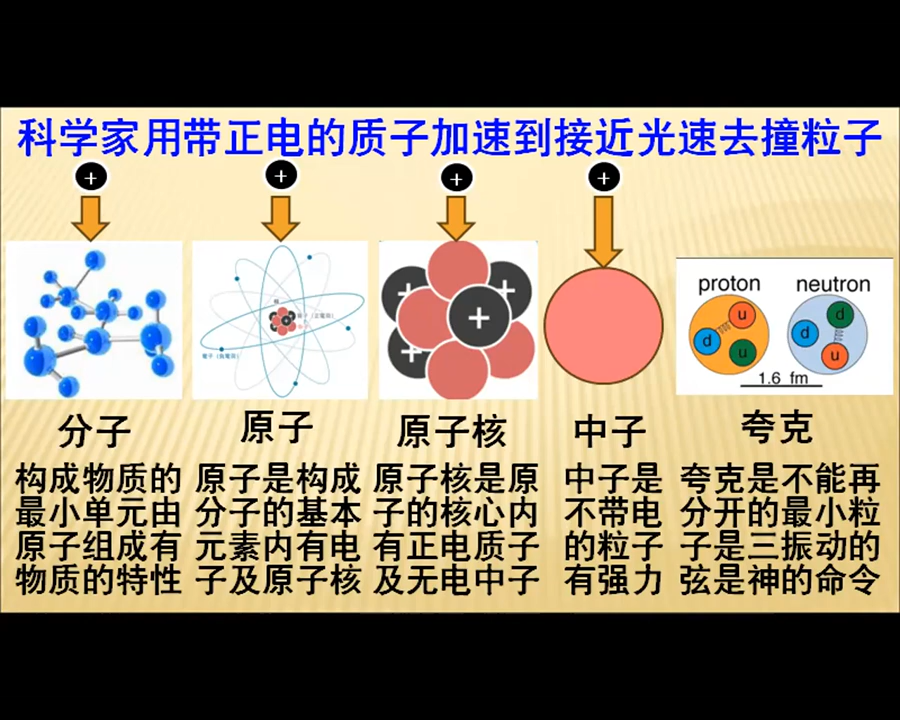 科学家用带正电的质子加速到接近光速去撞粒子
+ + + +
proton neutron
u d u
d u d u
1.6 fm
分子 原子 原子核 中子 夸克
构成物质的
最小单元由
原子组成有
物质的特性
原子是构成
分子的基本
元素内有电
子及原子核
原子核是原
子的核心内
有正电质子
及无电中子
中子是
不带电
的粒子
有强力
夸克是不能再
分开的最小粒
子是三振动的
弦是神的命令